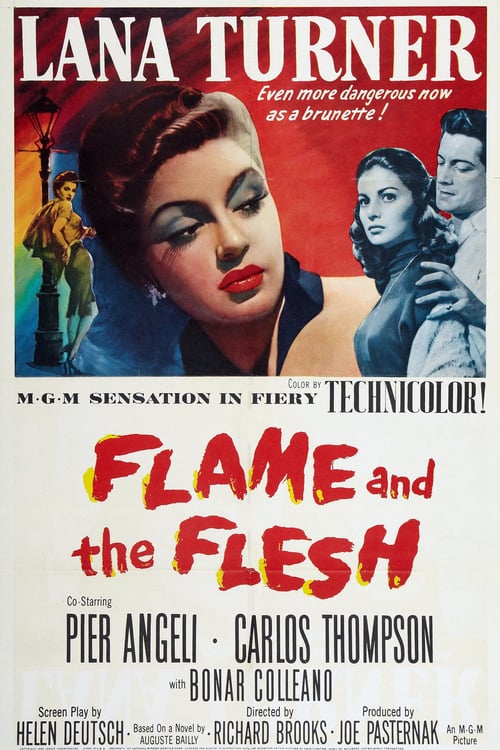 LANA TURNER
Even more dangerous now
as a brunette!
COLOR BY
M·G·M SENSATION IN FIERY TECHNICOLOR!
FLAME and
the FLESH
Co-Starring
PIER ANGELI · CARLOS THOMPSON
with BONAR COLLEANO
Screen Play by
HELEN DEUTSCH ·
Based on a Novel by
AUGUSTE BAILLY ·
Directed by
RICHARD BROOKS ·
Produced by
JOE PASTERNAK
An M-G-M
Picture